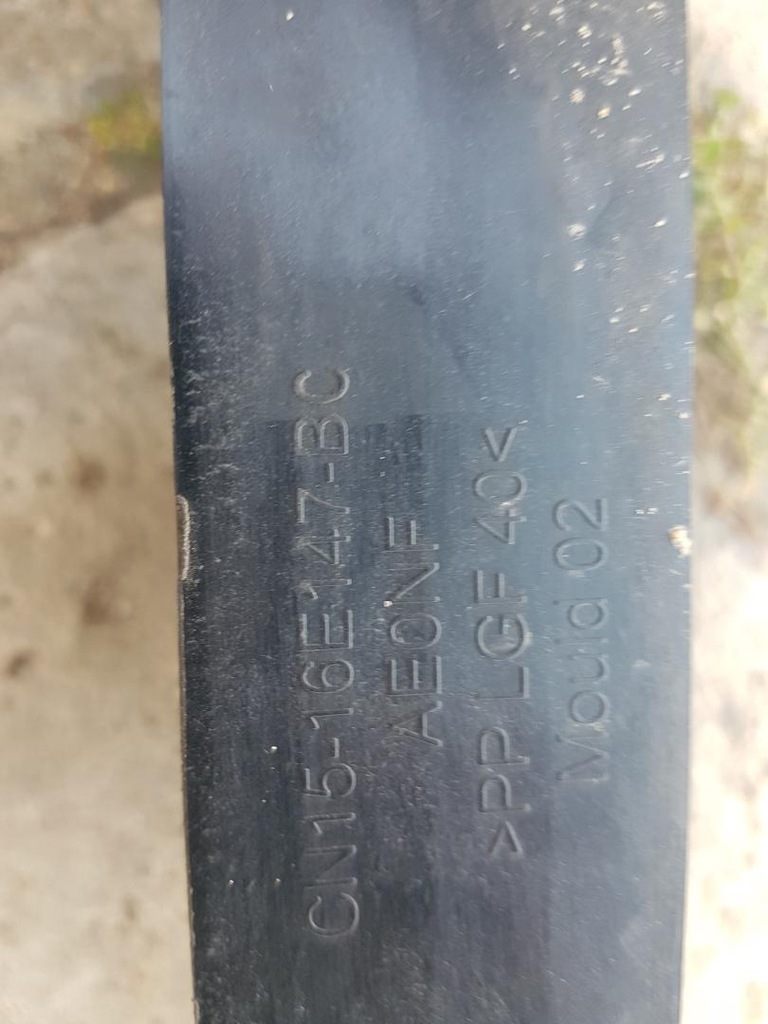 CN15-16E147-BC
AE0NF
>PP LGF 40<
Mould 02